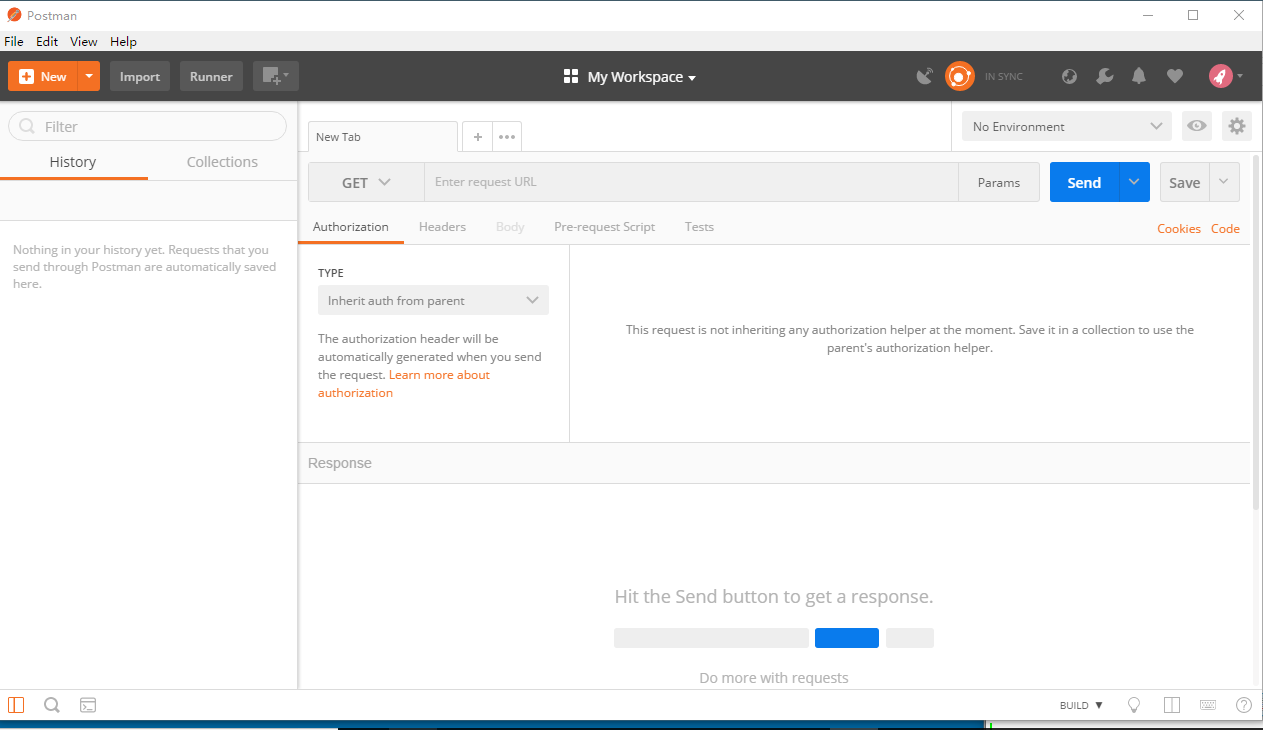 Postman
File Edit View Help
New Import Runner My Workspace IN SYNC
Filter
History Collections
Nothing in your history yet. Requests that you
send through Postman are automatically saved
here.
New Tab + ••• No Environment
GET Enter request URL Params Send Save
Authorization Headers Body Pre-request Script Tests Cookies Code
TYPE
Inherit auth from parent
The authorization header will be
automatically generated when you send
the request. Learn more about
authorization
This request is not inheriting any authorization helper at the moment. Save it in a collection to use the
parent's authorization helper.
Response
Hit the Send button to get a response.
Do more with requests
BUILD ▼